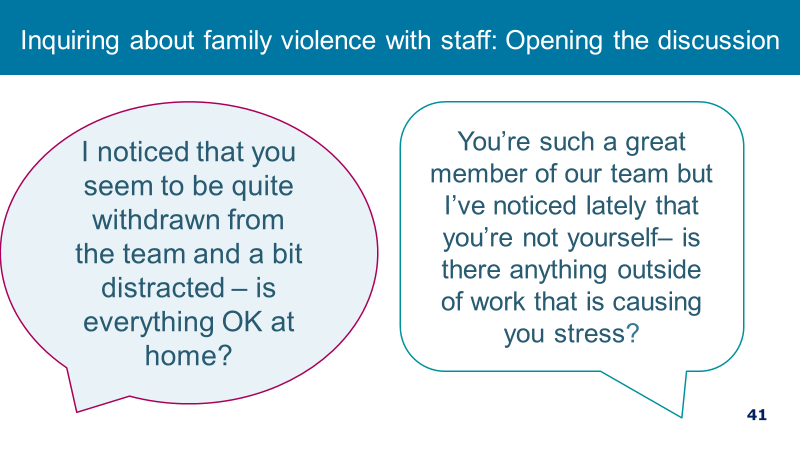 Inquiring about family violence with staff: Opening the discussion
I noticed that you
seem to be quite
withdrawn from
the team and a bit
distracted – is
everything OK at
home?
You’re such a great
member of our team but
I’ve noticed lately that
you’re not yourself– is
there anything outside
of work that is causing
you stress?
41